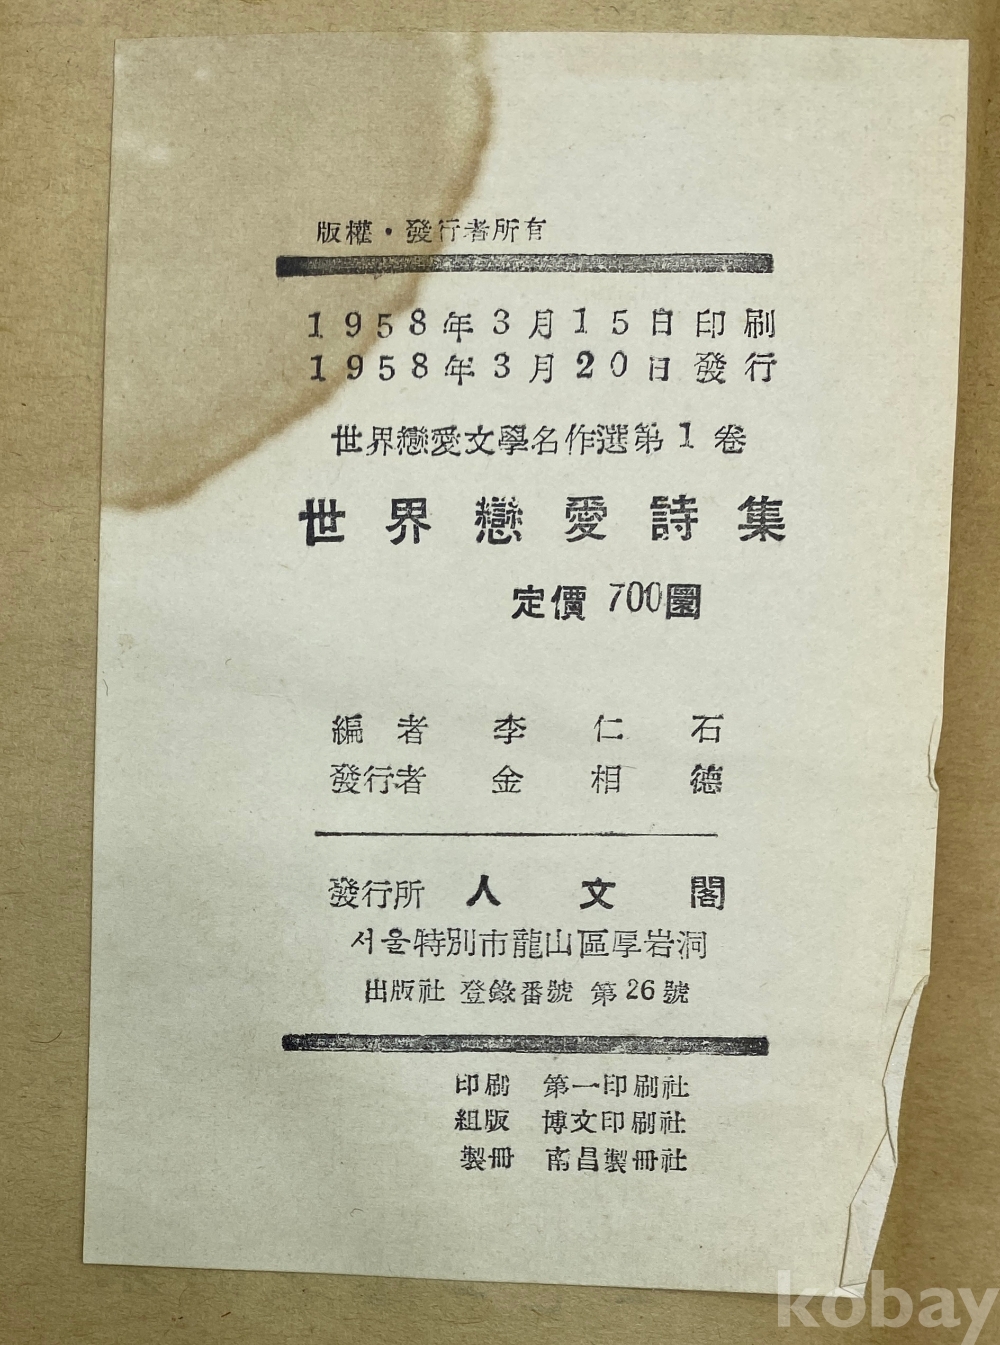 版權·發行者所有
1958年3月15日印刷
1958年3月20日發行
世界戀愛文學名作選第1卷
世界戀愛詩集
定價 700圜
編者 李仁石
發行者 金相德
發行所 人文閣
서울特別市龍山區厚岩洞
出版社 登錄番號 第26號
印刷 第一印刷社
組版 博文印刷社
製冊 南昌製冊社
kobay